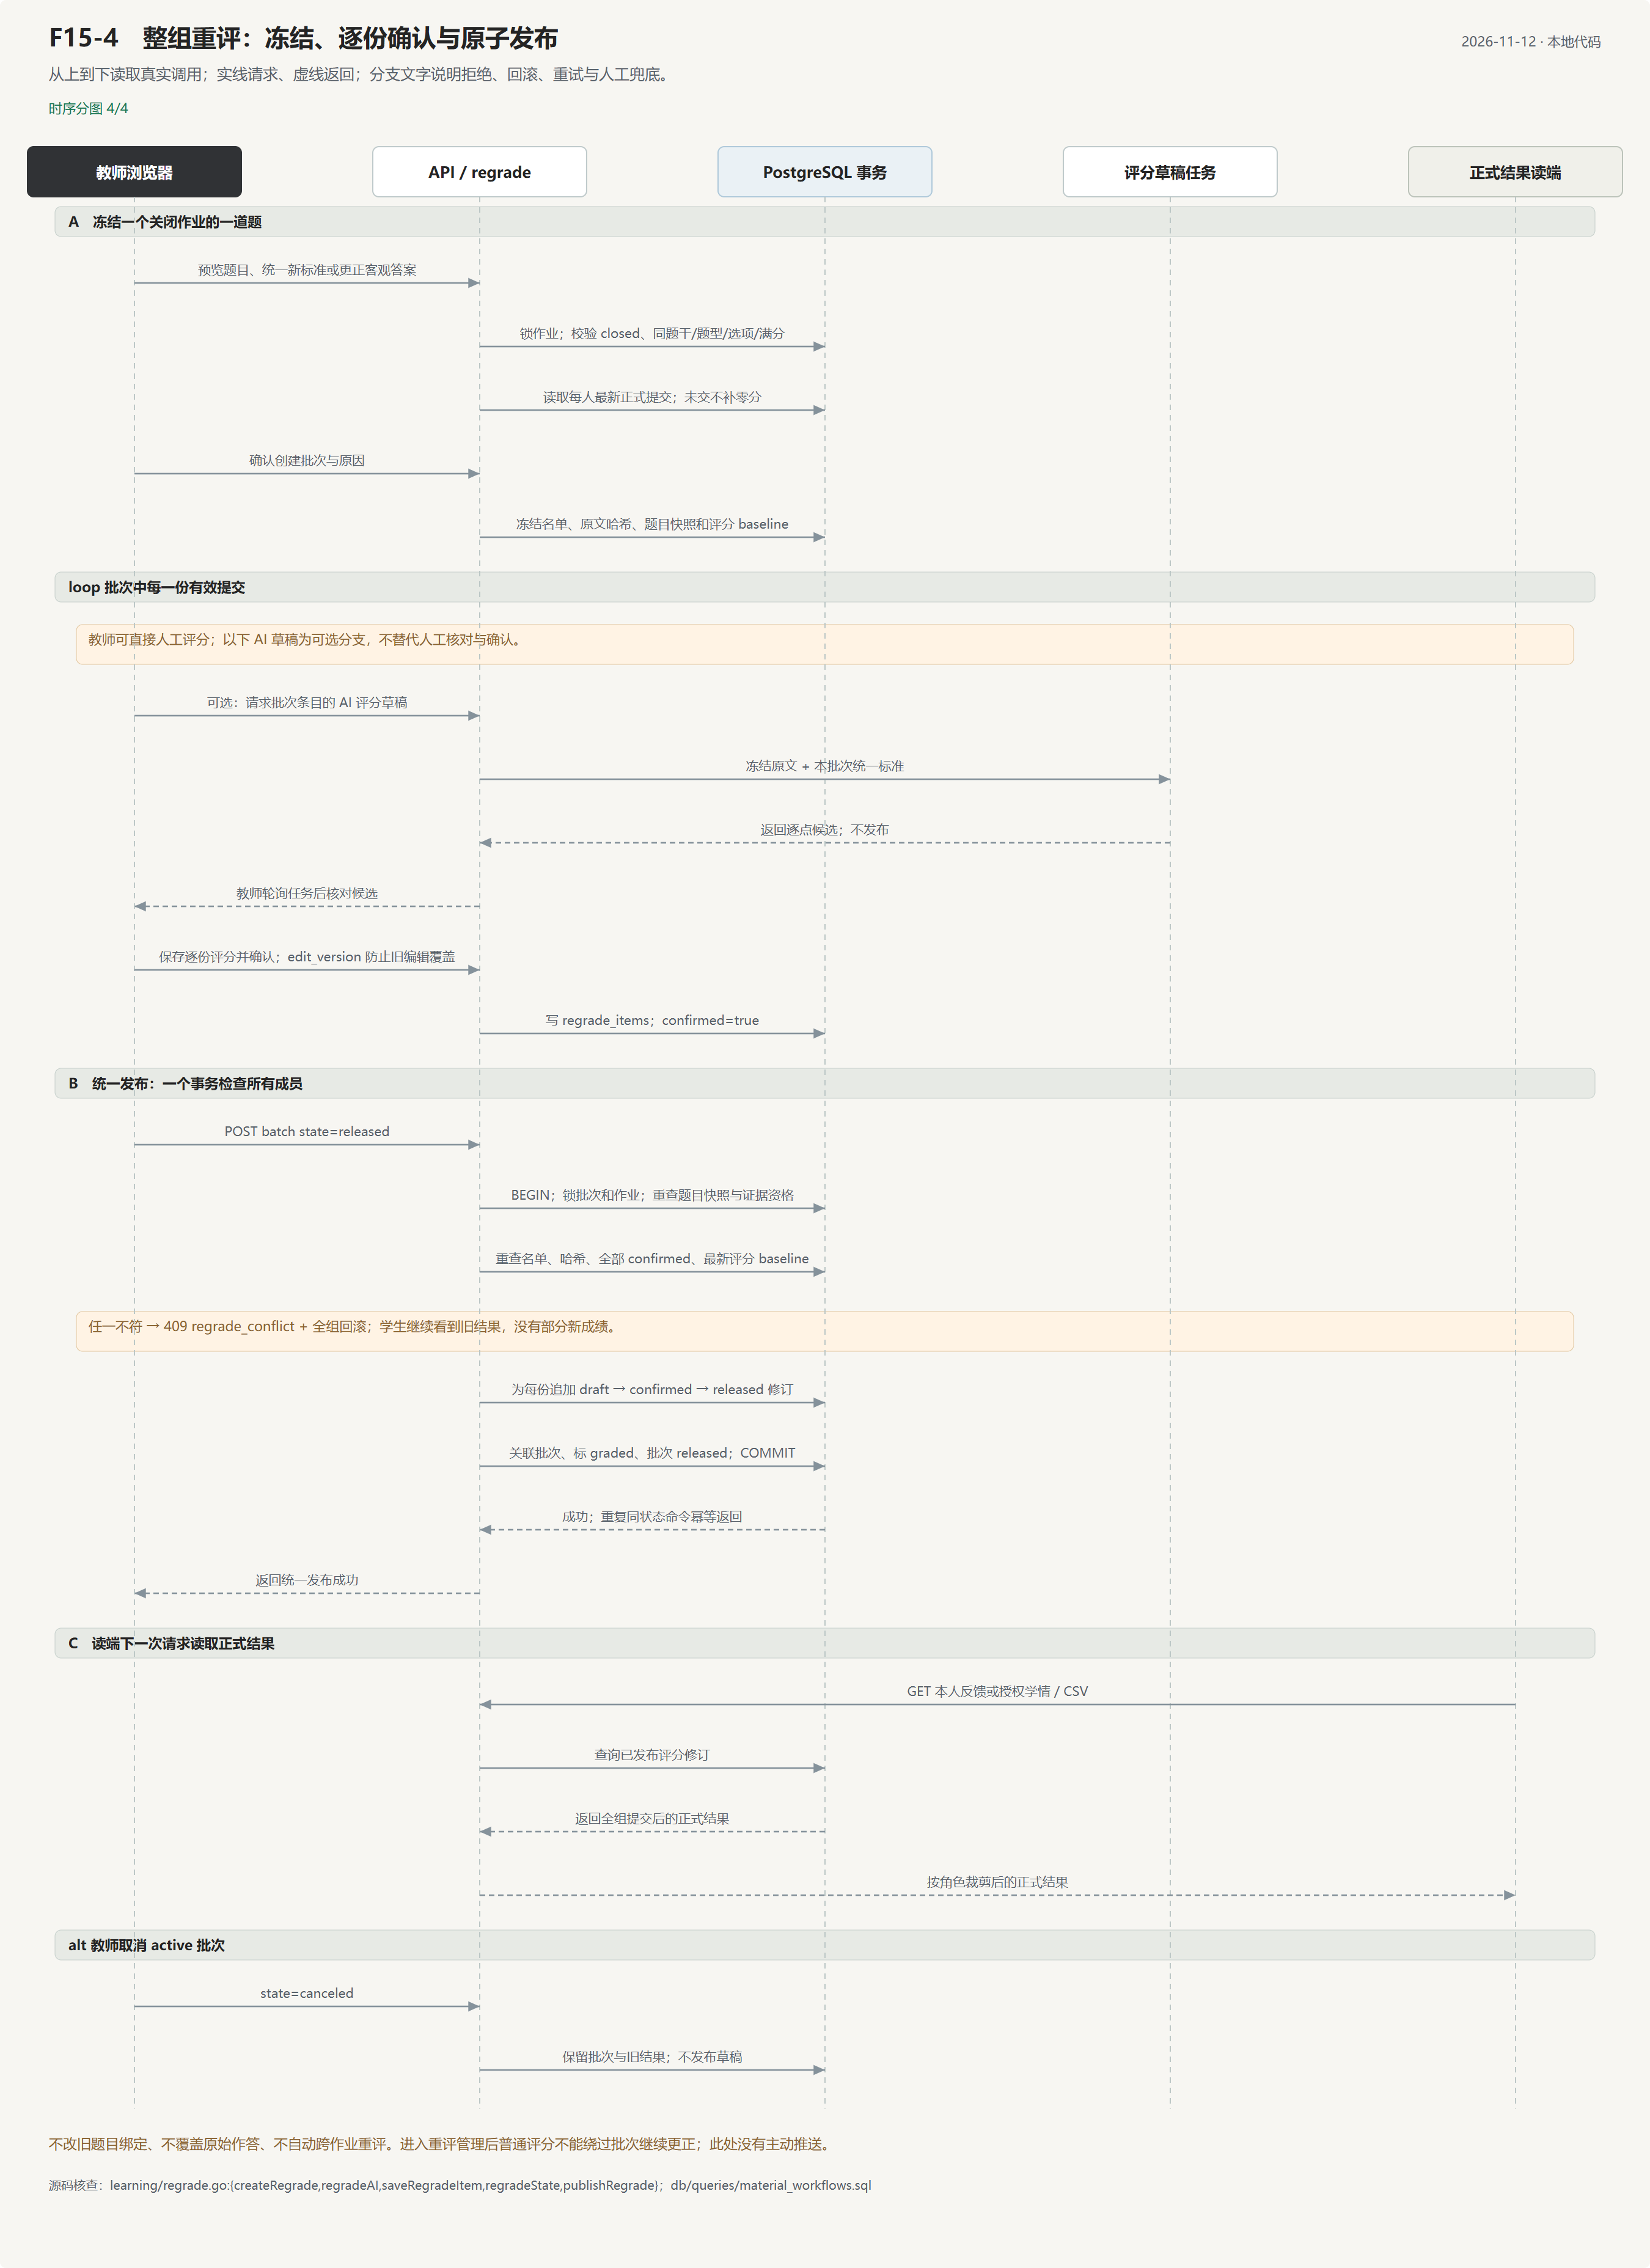 F15-4 整组重评：冻结、逐份确认与原子发布
2026-11-12 · 本地代码
从上到下读取真实调用；实线请求、虚线返回；分支文字说明拒绝、回滚、重试与人工兜底。
时序分图 4/4
教师浏览器
API / regrade
PostgreSQL 事务
评分草稿任务
正式结果读端
A 冻结一个关闭作业的一道题
预览题目、统一新标准或更正客观答案
锁作业；校验 closed、同题干/题型/选项/满分
读取每人最新正式提交；未交不补零分
确认创建批次与原因
冻结名单、原文哈希、题目快照和评分 baseline
loop 批次中每一份有效提交
教师可直接人工评分；以下 AI 草稿为可选分支，不替代人工核对与确认。
可选：请求批次条目的 AI 评分草稿
冻结原文 + 本批次统一标准
返回逐点候选；不发布
教师轮询任务后核对候选
保存逐份评分并确认；edit_version 防止旧编辑覆盖
写 regrade_items；confirmed=true
B 统一发布：一个事务检查所有成员
POST batch state=released
BEGIN；锁批次和作业；重查题目快照与证据资格
重查名单、哈希、全部 confirmed、最新评分 baseline
任一不符 → 409 regrade_conflict + 全组回滚；学生继续看到旧结果，没有部分新成绩。
为每份追加 draft → confirmed → released 修订
关联批次、标 graded、批次 released；COMMIT
成功；重复同状态命令幂等返回
返回统一发布成功
C 读端下一次请求读取正式结果
GET 本人反馈或授权学情 / CSV
查询已发布评分修订
返回全组提交后的正式结果
按角色裁剪后的正式结果
alt 教师取消 active 批次
state=canceled
保留批次与旧结果；不发布草稿
不改旧题目绑定、不覆盖原始作答、不自动跨作业重评。进入重评管理后普通评分不能绕过批次继续更正；此处没有主动推送。
源码核查：learning/regrade.go:{createRegrade,regradeAI,saveRegradeItem,regradeState,publishRegrade}；db/queries/material_workflows.sql